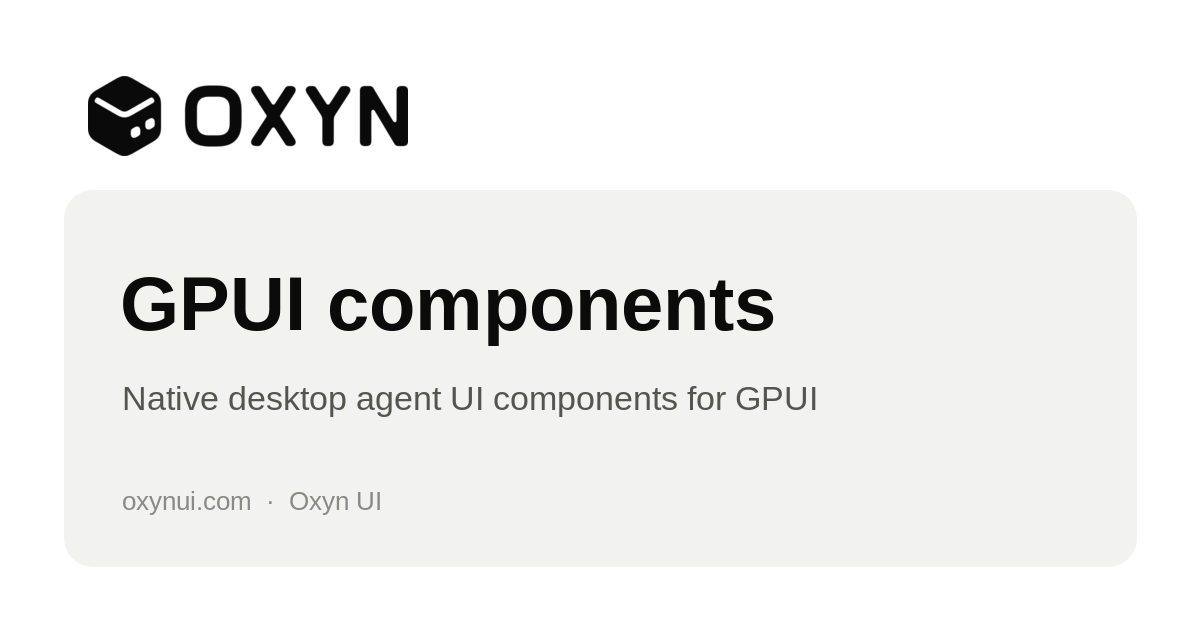 OXYN
GPUI components
Native desktop agent UI components for GPUI
oxynui.com · Oxyn UI